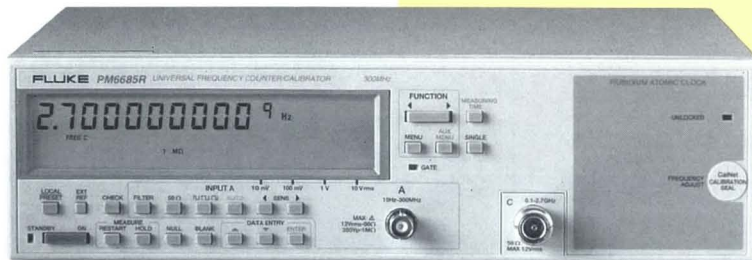 FLUKE PM6685R UNIVERSAL FREQUENCY COUNTER/CALIBRATOR 300MHz
2.700000000 9 Hz
FREQ C
1 MΩ
FUNCTION
MEASURING TIME
MENU
AUX MENU
SINGLE
GATE
RUBIDIUM ATOMIC CLOCK
UNLOCKED
FREQUENCY ADJUST
CalNet CALIBRATION SEAL
INPUT A
10 mV 100 mV 1 V 10 Vrms
LOCAL PRESET
EXT REF
CHECK
FILTER
50 Ω
AUTO
SENS
A
10Hz-300MHz
MEASURE
DATA ENTRY
STANDBY
ON
RESTART
HOLD
NULL
BLANK
ENTER
C
0.1-2.7GHz
50 Ω
MAX 12Vrms